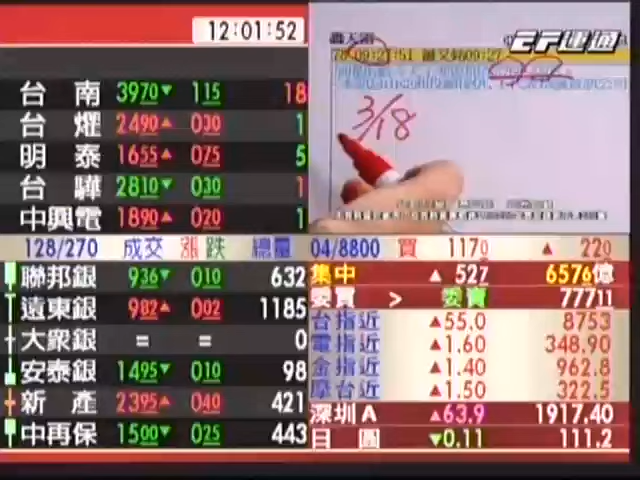 12:01:52
EF 運通
台南 3970▼ 115 18
台燿 2490▲ 030 1
明泰 1655▲ 075 5
台驊 2810▼ 030 1
中興電 1890▲ 020 1
3/18
128/270 成交 漲跌 總量
聯邦銀 936▼ 010 632
遠東銀 982▲ 002 1185
大衆銀 = = 0
安泰銀 1495▼ 010 98
新產 2395▲ 040 421
中再保 1500▼ 025 443
04/8800 買 1170 ▲ 220
集中 ▲ 527 6576億
委買 > 委賣 77711
台指近 ▲55.0 8753
電指近 ▲1.60 348.90
金指近 ▲1.40 962.8
摩台近 ▲1.50 322.5
深圳A ▲63.9 1917.40
日圓 ▼0.11 111.2